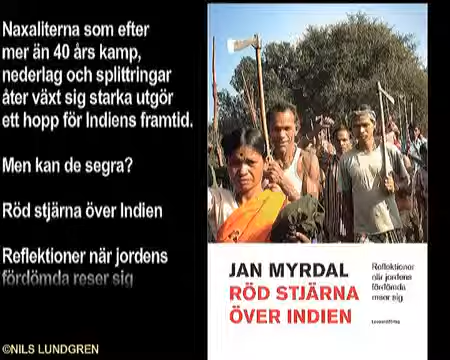 Naxaliterna som efter
mer än 40 års kamp,
nederlag och splittringar
åter växt sig starka utgör
ett hopp för Indiens framtid.
Men kan de segra?
Röd stjärna över Indien
Reflektioner när jordens
fördömda reser sig
©NILS LUNDGREN
JAN MYRDAL
RÖD STJÄRNA
ÖVER INDIEN
Reflektioner
när jordens
fördömda
reser sig
Leopard förlag